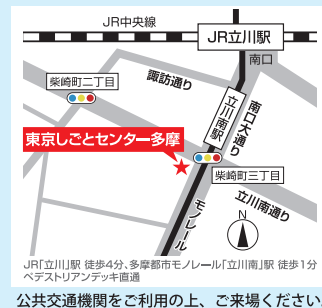 JR中央線
JR立川駅
南口
柴崎町二丁目
諏訪通り
立川南駅
南口大通り
東京しごとセンター多摩
柴崎町三丁目
立川南通り
モノレール
N
JR「立川」駅 徒歩4分、多摩都市モノレール「立川南」駅 徒歩1分
ペデストリアンデッキ直通
公共交通機関をご利用の上、ご来場ください